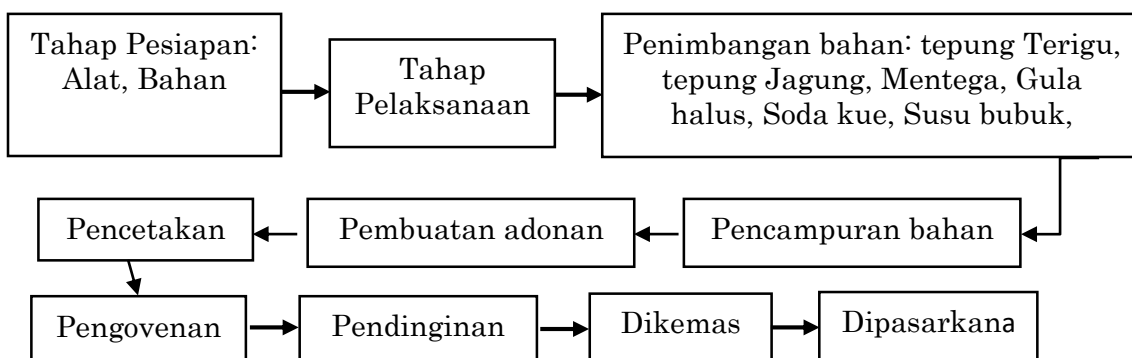 Tahap Pesiapan:
Alat, Bahan
Tahap
Pelaksanaan
Penimbangan bahan: tepung Terigu,
tepung Jagung, Mentega, Gula
halus, Soda kue, Susu bubuk,
Pencetakan
Pembuatan adonan
Pencampuran bahan
Pengovenan
Pendinginan
Dikemas
Dipasarkana